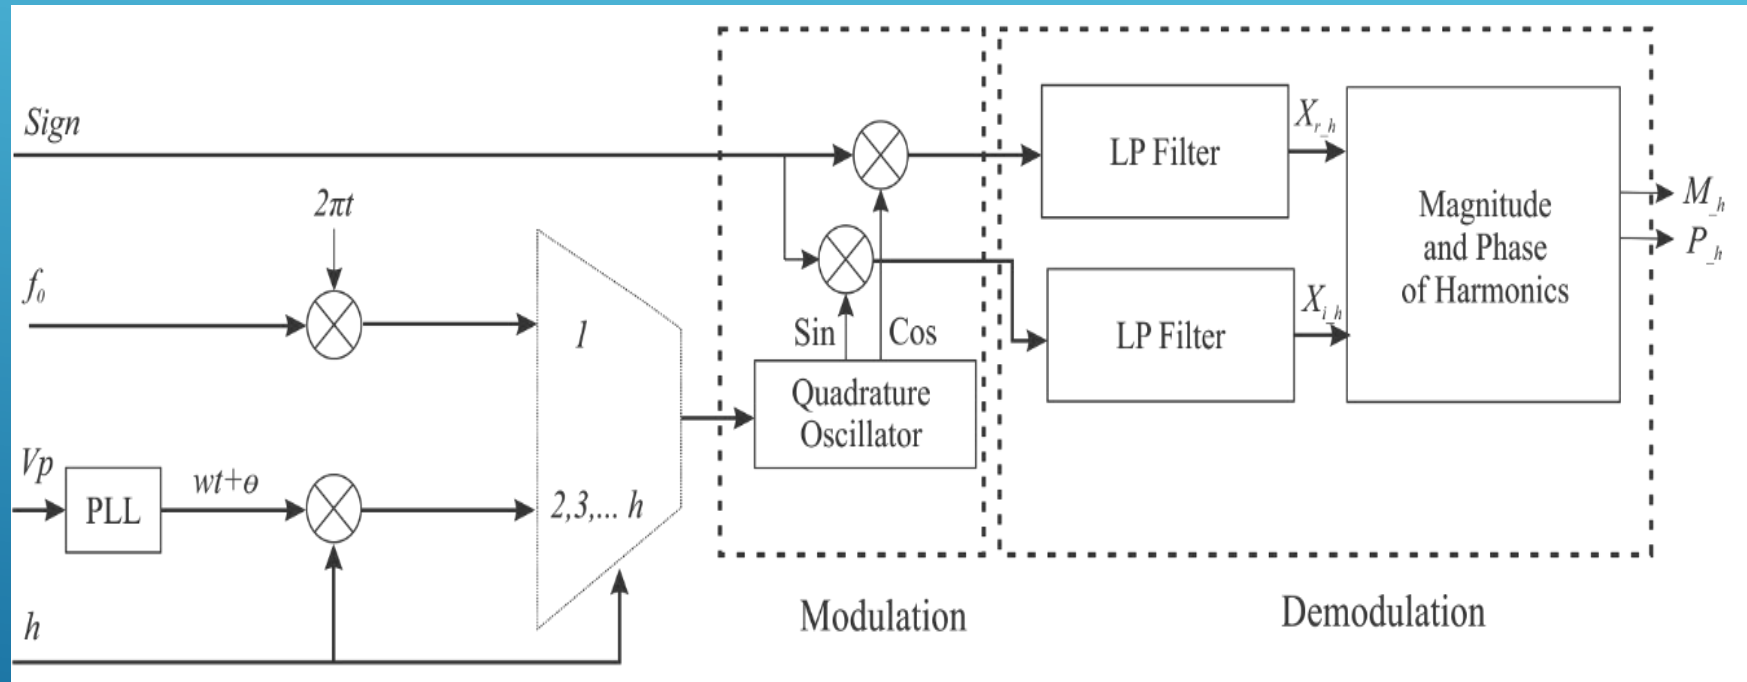 Sign
2πt
f₀
1
Vp
PLL
wt+θ
2,3,... h
h
Sin
Cos
Quadrature
Oscillator
Modulation
LP Filter
X_r_h
LP Filter
X_i_h
Magnitude
and Phase
of Harmonics
M_h
P_h
Demodulation